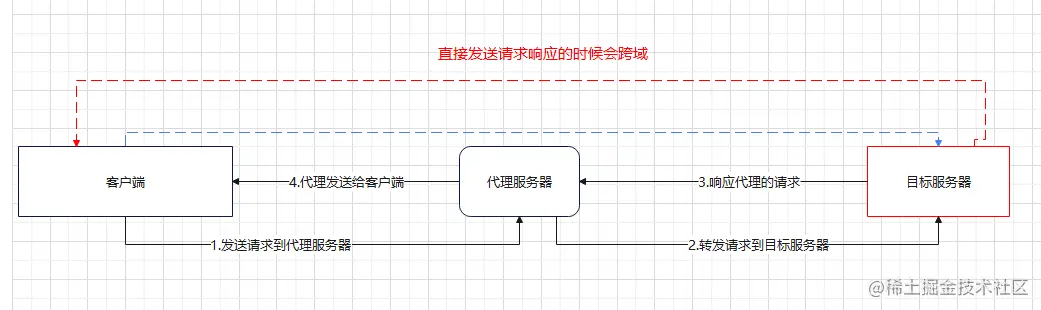 直接发送请求响应的时候会跨域
客户端
4.代理发送给客户端
代理服务器
3.响应代理的请求
目标服务器
1.发送请求到代理服务器
2.转发请求到目标服务器
@稀土掘金技术社区